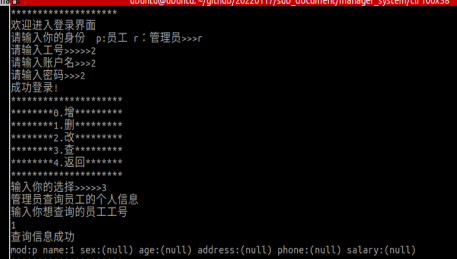 ubuntu@ubuntu: ~/github/20220117/sub_document/manager_system/cli 100x38
********************
欢迎进入登录界面
请输入你的身份 p:员工 r：管理员>>>r
请输入工号>>>>>2
请输入账户名>>>2
请输入密码>>>2
成功登录!
*********************
********0.增*********
********1.删*********
********2.改*********
********3.查*********
********4.返回*******
*********************
输入你的选择>>>>>3
管理员查询员工的个人信息
输入你想查询的员工工号
1
查询信息成功
mod:p name:1 sex:(null) age:(null) address:(null) phone:(null) salary:(null)